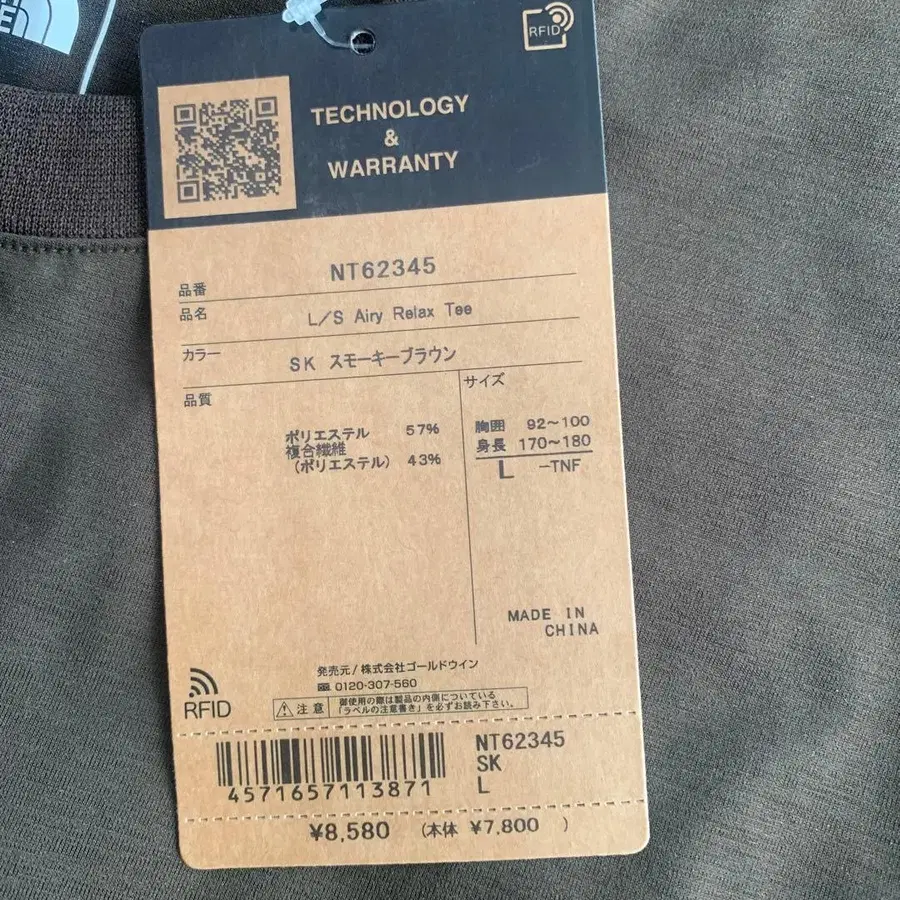 RFID
TECHNOLOGY
&
WARRANTY
品番 NT62345
品名 L/S Airy Relax Tee
カラー SK スモーキーブラウン
品質
ポリエステル 57%
複合繊維
(ポリエステル) 43%
サイズ
胸囲 92～100
身長 170～180
L -TNF
MADE IN
CHINA
発売元/株式会社ゴールドウイン
0120-307-560
RFID
注意
御使用の際は製品の内側についている
「ラベルの注意書き」を必ずお読み下さい。
4571657113871
NT62345
SK
L
¥8,580 (本体 ¥7,800 )